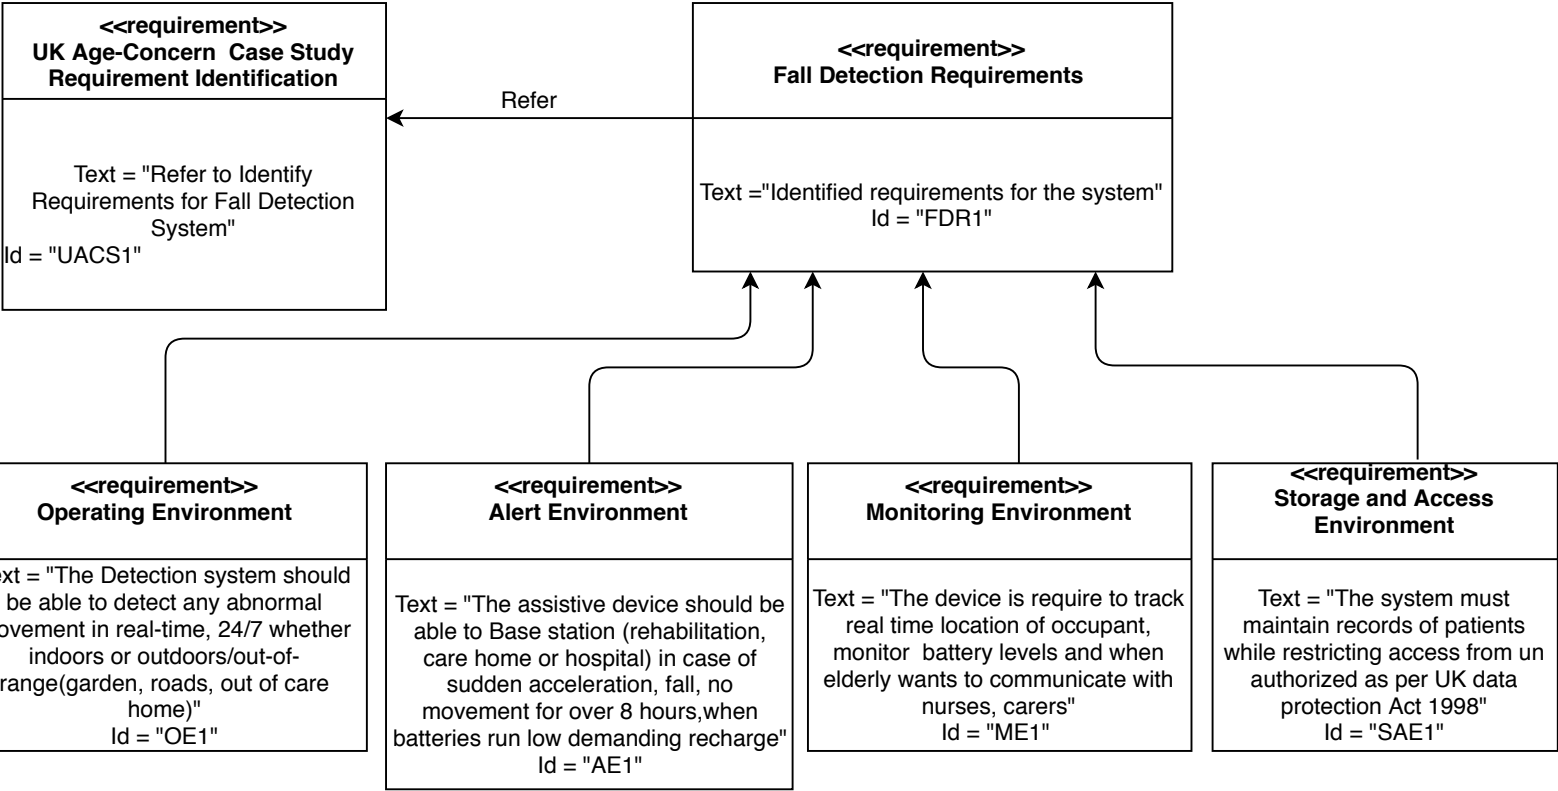 <<requirement>>
UK Age-Concern  Case Study
Requirement Identification
Text = "Refer to Identify
Requirements for Fall Detection
System"
Id = "UACS1"
Refer
<<requirement>>
Fall Detection Requirements
Text ="Identified requirements for the system"
Id = "FDR1"
<<requirement>>
Operating Environment
ext = "The Detection system should
be able to detect any abnormal
ovement in real-time, 24/7 whether
indoors or outdoors/out-of-
range(garden, roads, out of care
home)"
Id = "OE1"
<<requirement>>
Alert Environment
Text = "The assistive device should be
able to Base station (rehabilitation,
care home or hospital) in case of
sudden acceleration, fall, no
movement for over 8 hours,when
batteries run low demanding recharge"
Id = "AE1"
<<requirement>>
Monitoring Environment
Text = "The device is require to track
real time location of occupant,
monitor  battery levels and when
elderly wants to communicate with
nurses, carers"
Id = "ME1"
<<requirement>>
Storage and Access
Environment
Text = "The system must
maintain records of patients
while restricting access from un
authorized as per UK data
protection Act 1998"
Id = "SAE1"